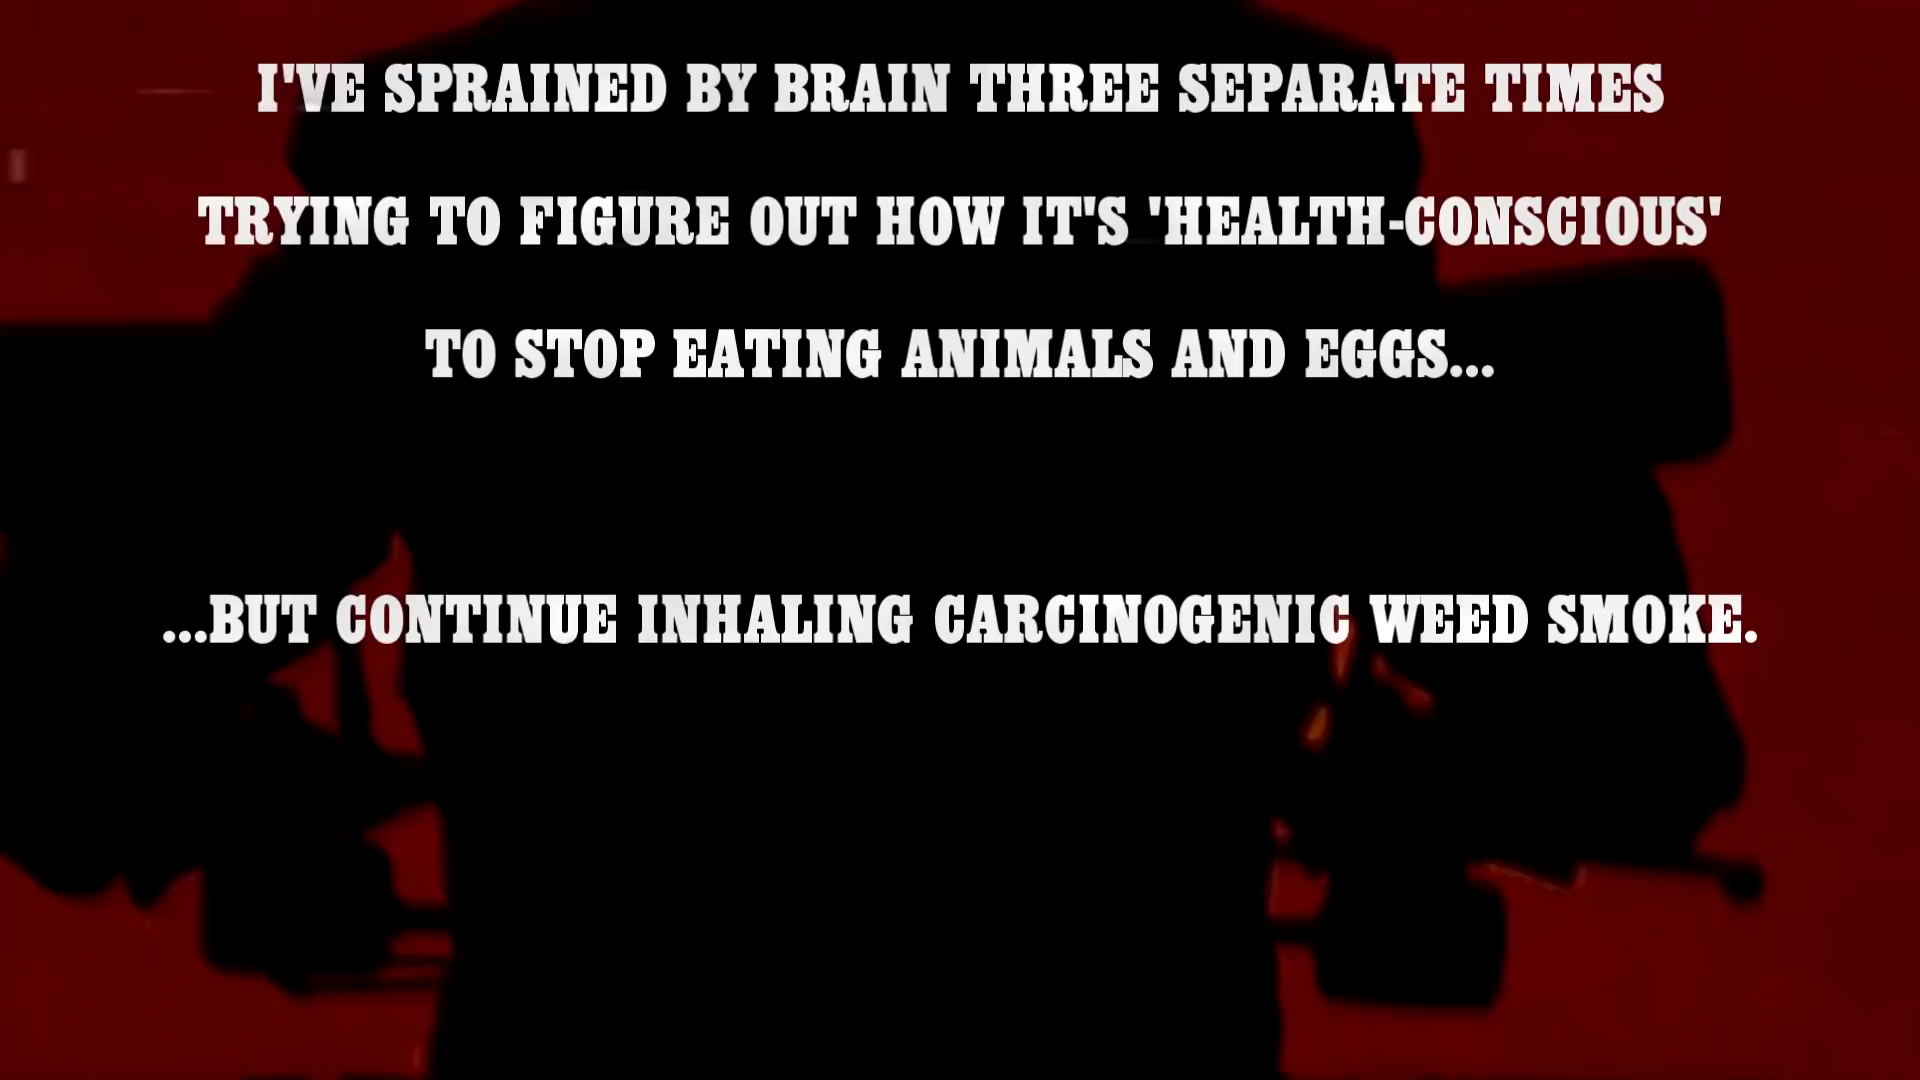 I'VE SPRAINED BY BRAIN THREE SEPARATE TIMES
TRYING TO FIGURE OUT HOW IT'S 'HEALTH-CONSCIOUS'
TO STOP EATING ANIMALS AND EGGS...
...BUT CONTINUE INHALING CARCINOGENIC WEED SMOKE.